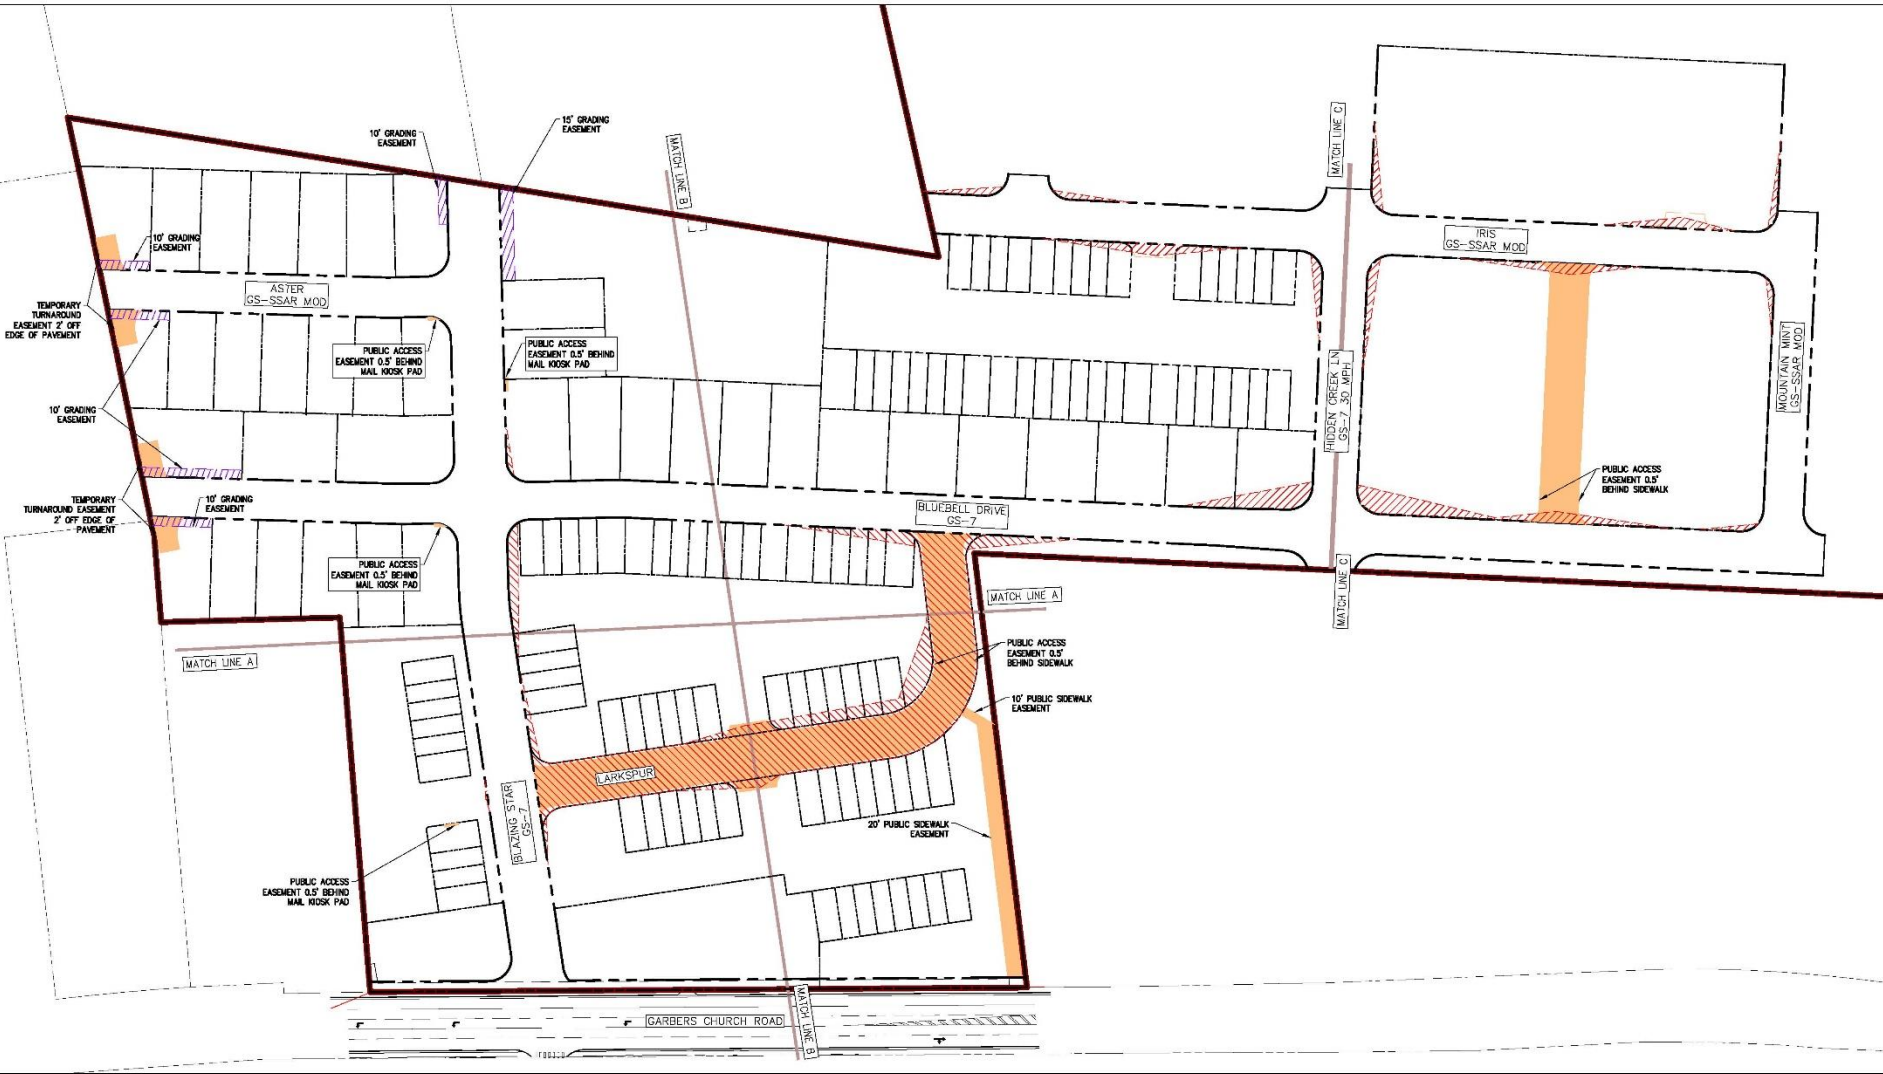 MATCH LINE C
15' GRADING
EASEMENT
10' GRADING
EASEMENT
MATCH LINE B
10' GRADING
EASEMENT
IRIS
GS-SSAR MOD
ASTER
GS-SSAR MOD
TEMPORARY
TURNAROUND
EASEMENT 2' OFF
EDGE OF PAVEMENT
PUBLIC ACCESS
EASEMENT 0.5' BEHIND
MAIL KIOSK PAD
PUBLIC ACCESS
EASEMENT 0.5' BEHIND
MAIL KIOSK PAD
HIDDEN CREEK LN
GS-7 30 MPH
MOUNTAIN MINT
GS-SSAR MOD
10' GRADING
EASEMENT
PUBLIC ACCESS
EASEMENT 0.5'
BEHIND SIDEWALK
TEMPORARY
TURNAROUND EASEMENT
2' OFF EDGE OF
PAVEMENT
10' GRADING
EASEMENT
BLUEBELL DRIVE
GS-7
PUBLIC ACCESS
EASEMENT 0.5' BEHIND
MAIL KIOSK PAD
MATCH LINE C
MATCH LINE A
MATCH LINE A
PUBLIC ACCESS
EASEMENT 0.5'
BEHIND SIDEWALK
10' PUBLIC SIDEWALK
EASEMENT
LARKSPUR
BLAZING STAR
GS-7
20' PUBLIC SIDEWALK
EASEMENT
PUBLIC ACCESS
EASEMENT 0.5' BEHIND
MAIL KIOSK PAD
GARBERS CHURCH ROAD
MATCH LINE B